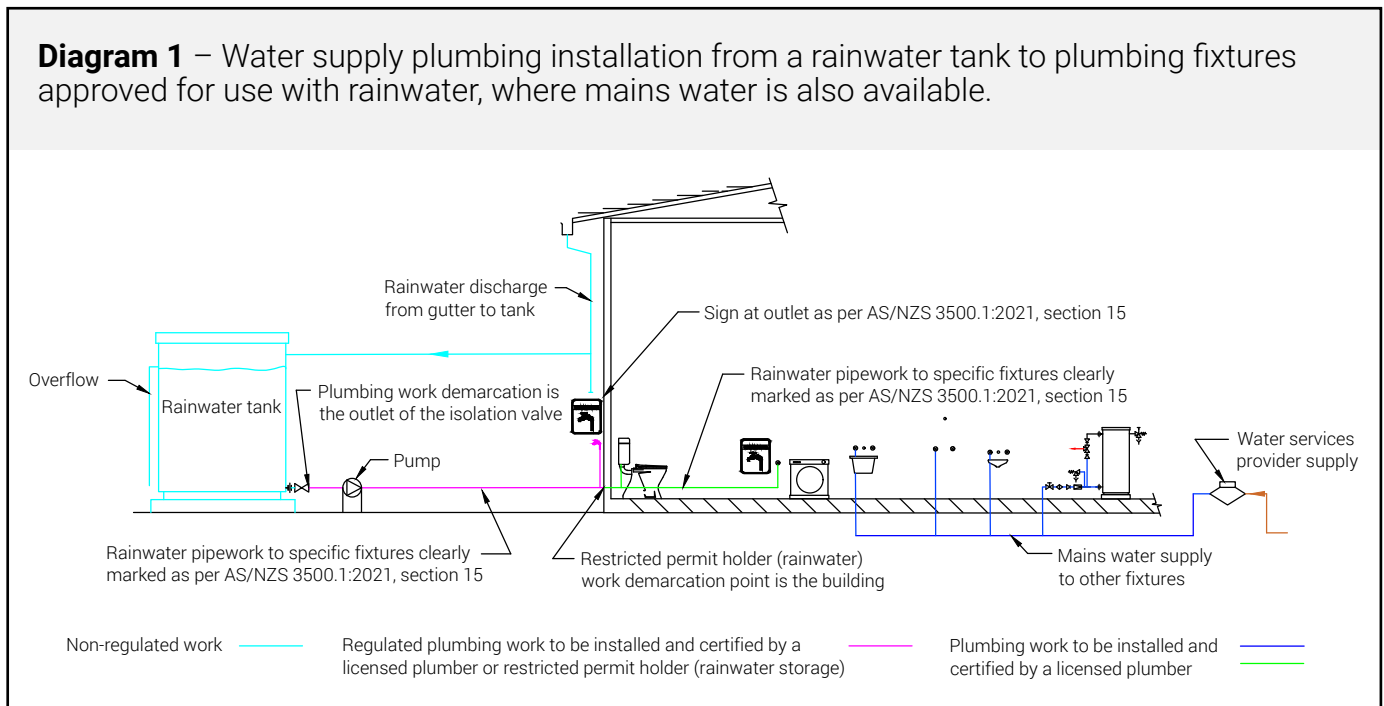 Diagram 1 – Water supply plumbing installation from a rainwater tank to plumbing fixtures
approved for use with rainwater, where mains water is also available.
Rainwater discharge
from gutter to tank
Sign at outlet as per AS/NZS 3500.1:2021, section 15
Overflow
Rainwater tank
Plumbing work demarcation is
the outlet of the isolation valve
Rainwater pipework to specific fixtures clearly
marked as per AS/NZS 3500.1:2021, section 15
Water services
provider supply
Pump
Rainwater pipework to specific fixtures clearly
marked as per AS/NZS 3500.1:2021, section 15
Restricted permit holder (rainwater)
work demarcation point is the building
Mains water supply
to other fixtures
Non-regulated work
Regulated plumbing work to be installed and certified by a
licensed plumber or restricted permit holder (rainwater storage)
Plumbing work to be installed and
certified by a licensed plumber